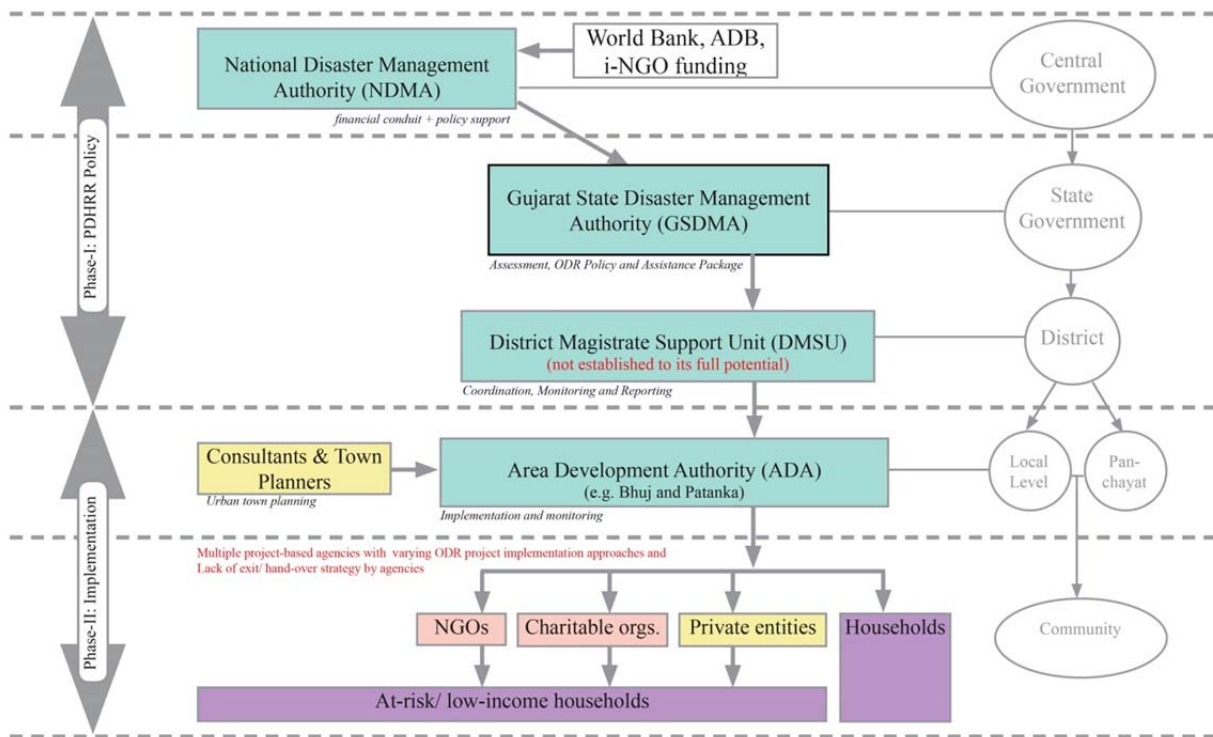 Phase-I: PDHRR Policy
World Bank, ADB,
i-NGO funding
National Disaster Management
Authority (NDMA)
financial conduit + policy support
Central
Government
Gujarat State Disaster Management
Authority (GSDMA)
Assessment, ODR Policy and Assistance Package
State
Government
District Magistrate Support Unit (DMSU)
(not established to its full potential)
Coordination, Monitoring and Reporting
District
Phase-II: Implementation
Consultants & Town
Planners
Urban town planning
Area Development Authority (ADA)
(e.g. Bhuj and Patanka)
Implementation and monitoring
Local
Level
Pan-
chayat
Multiple project-based agencies with varying ODR project implementation approaches and
Lack of exit/ hand-over strategy by agencies
NGOs
Charitable orgs.
Private entities
Households
Community
At-risk/ low-income households